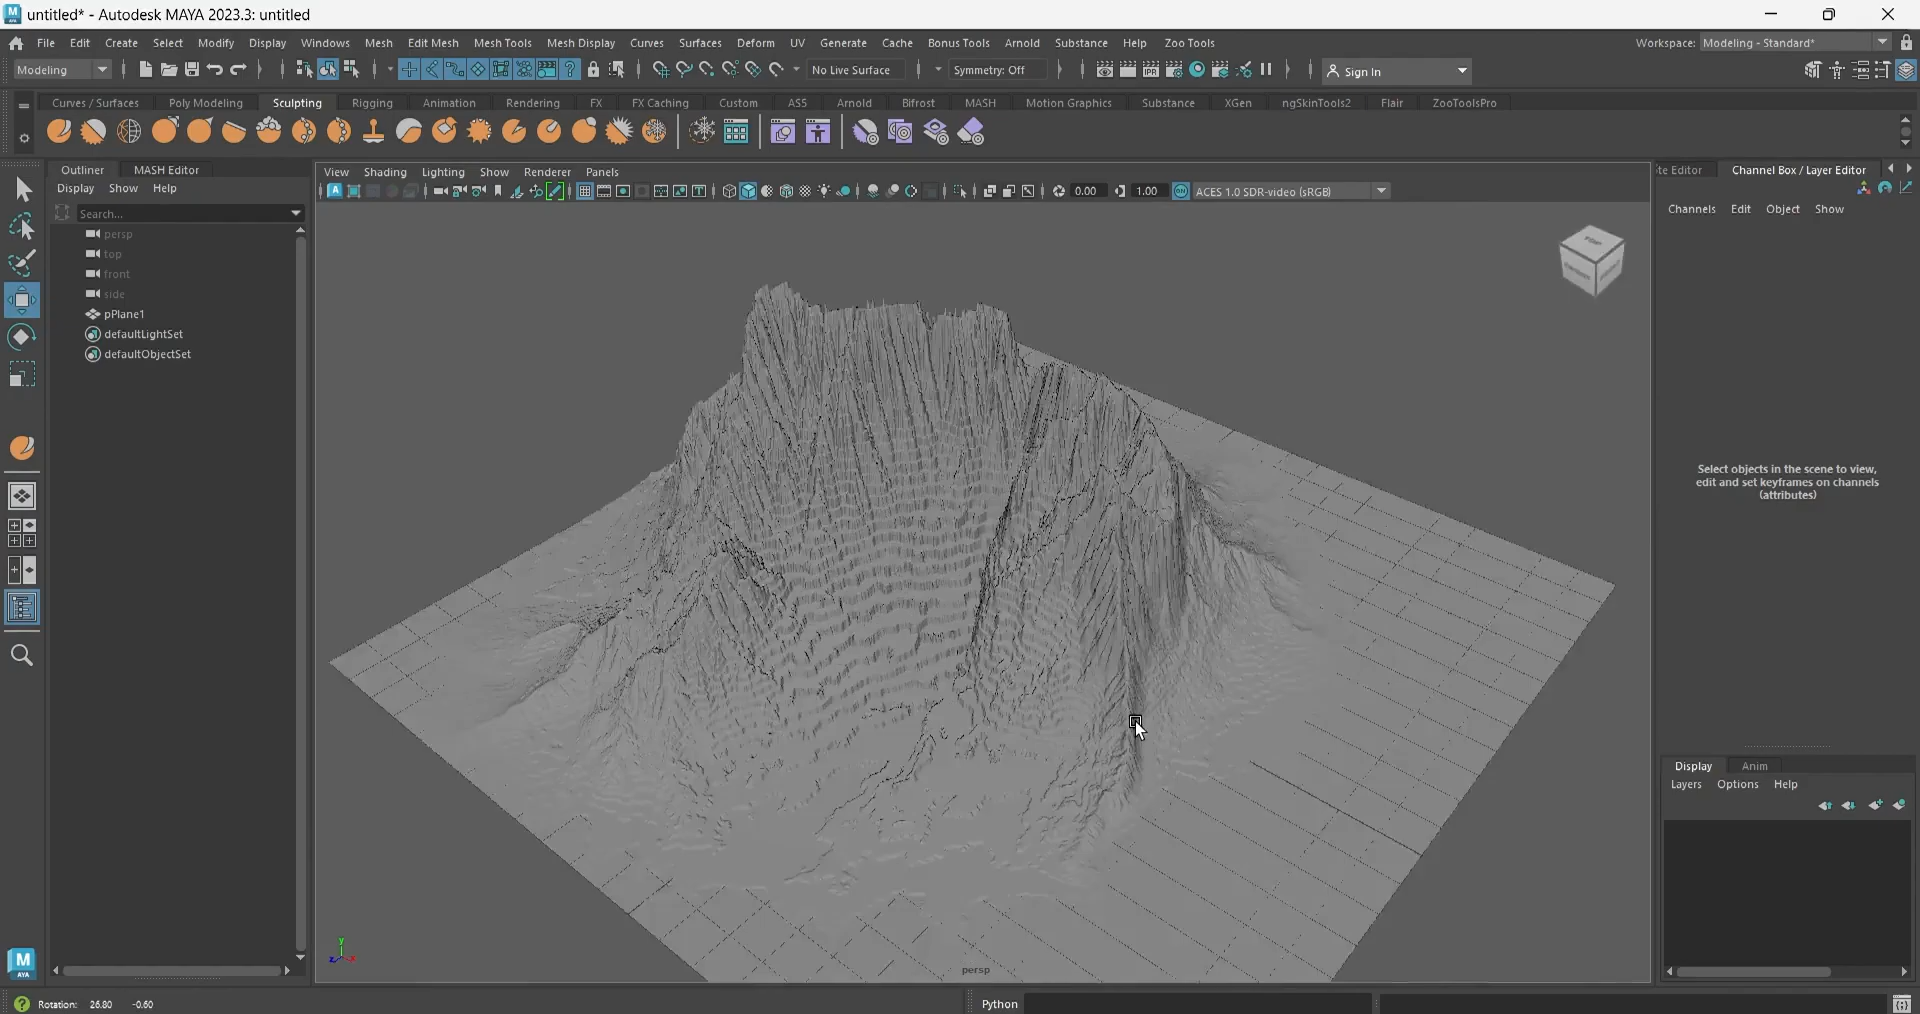 untitled* - Autodesk MAYA 2023.3: untitled
File Edit Create Select Modify Display Windows Mesh Edit Mesh Mesh Tools Mesh Display Curves Surfaces Deform UV Generate Cache Bonus Tools Arnold Substance Help Zoo Tools Workspace: Modeling - Standard*
Modeling No Live Surface Symmetry: Off Sign In
Curves / Surfaces Poly Modeling Sculpting Rigging Animation Rendering FX FX Caching Custom AS5 Arnold Bifrost MASH Motion Graphics Substance XGen ngSkinTools2 Flair ZooToolsPro
Outliner MASH Editor
Display Show Help
Search...
persp
top
front
side
pPlane1
defaultLightSet
defaultObjectSet
View Shading Lighting Show Renderer Panels
0.00 1.00 ACES 1.0 SDR-video (sRGB)
TOP
persp
te Editor Channel Box / Layer Editor
Channels Edit Object Show
Select objects in the scene to view,
edit and set keyframes on channels
(attributes)
Display Anim
Layers Options Help
y
z x
M
AYA
Rotation: 26.80 -0.60
Python